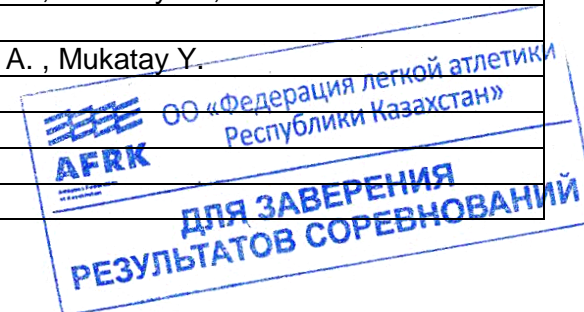 A. , Mukatay Y.
ОО «Федерация легкой атлетики
Республики Казахстан»
AFRK
ДЛЯ ЗАВЕРЕНИЯ
РЕЗУЛЬТАТОВ СОРЕВНОВАНИЙ